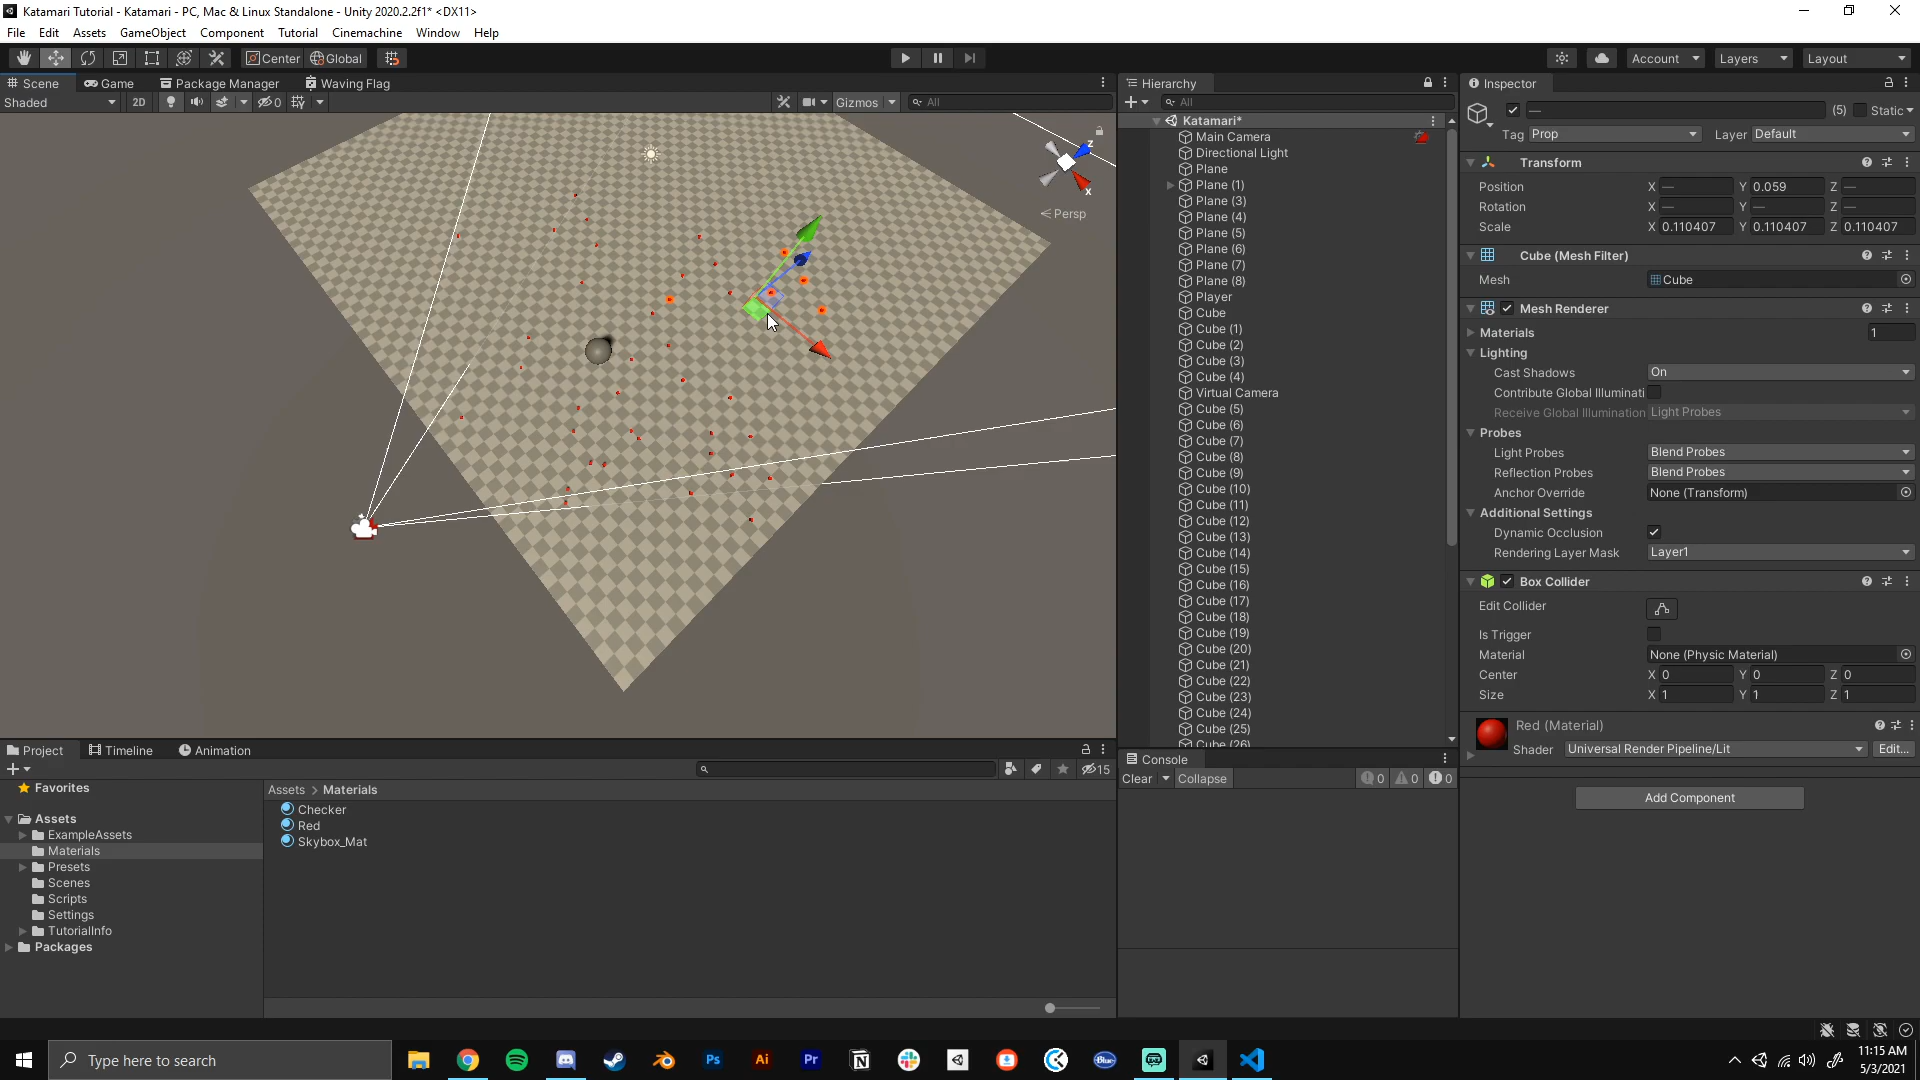 Katamari Tutorial - Katamari - PC, Mac & Linux Standalone - Unity 2020.2.2f1* <DX11>
File Edit Assets GameObject Component Tutorial Cinemachine Window Help
Center Global Account Layers Layout
Scene Game Package Manager Waving Flag
Shaded 2D 0 Gizmos All
z
x
Persp
Hierarchy
All
Katamari*
Main Camera
Directional Light
Plane
Plane (1)
Plane (3)
Plane (4)
Plane (5)
Plane (6)
Plane (7)
Plane (8)
Player
Cube
Cube (1)
Cube (2)
Cube (3)
Cube (4)
Virtual Camera
Cube (5)
Cube (6)
Cube (7)
Cube (8)
Cube (9)
Cube (10)
Cube (11)
Cube (12)
Cube (13)
Cube (14)
Cube (15)
Cube (16)
Cube (17)
Cube (18)
Cube (19)
Cube (20)
Cube (21)
Cube (22)
Cube (23)
Cube (24)
Cube (25)
Cube (26)
Inspector
— (5) Static
Tag Prop Layer Default
Transform
Position X — Y 0.059 Z —
Rotation X — Y — Z —
Scale X 0.110407 Y 0.110407 Z 0.110407
Cube (Mesh Filter)
Mesh Cube
Mesh Renderer
Materials 1
Lighting
Cast Shadows On
Contribute Global Illuminati
Receive Global Illumination Light Probes
Probes
Light Probes Blend Probes
Reflection Probes Blend Probes
Anchor Override None (Transform)
Additional Settings
Dynamic Occlusion
Rendering Layer Mask Layer1
Box Collider
Edit Collider
Is Trigger
Material None (Physic Material)
Center X 0 Y 0 Z 0
Size X 1 Y 1 Z 1
Red (Material)
Shader Universal Render Pipeline/Lit Edit...
Add Component
Project Timeline Animation
15
Favorites
Assets
ExampleAssets
Materials
Presets
Scenes
Scripts
Settings
TutorialInfo
Packages
Assets > Materials
Checker
Red
Skybox_Mat
Console
Clear Collapse 0 0 0
Type here to search
Ps Ai Pr
Blue
11:15 AM
5/3/2021